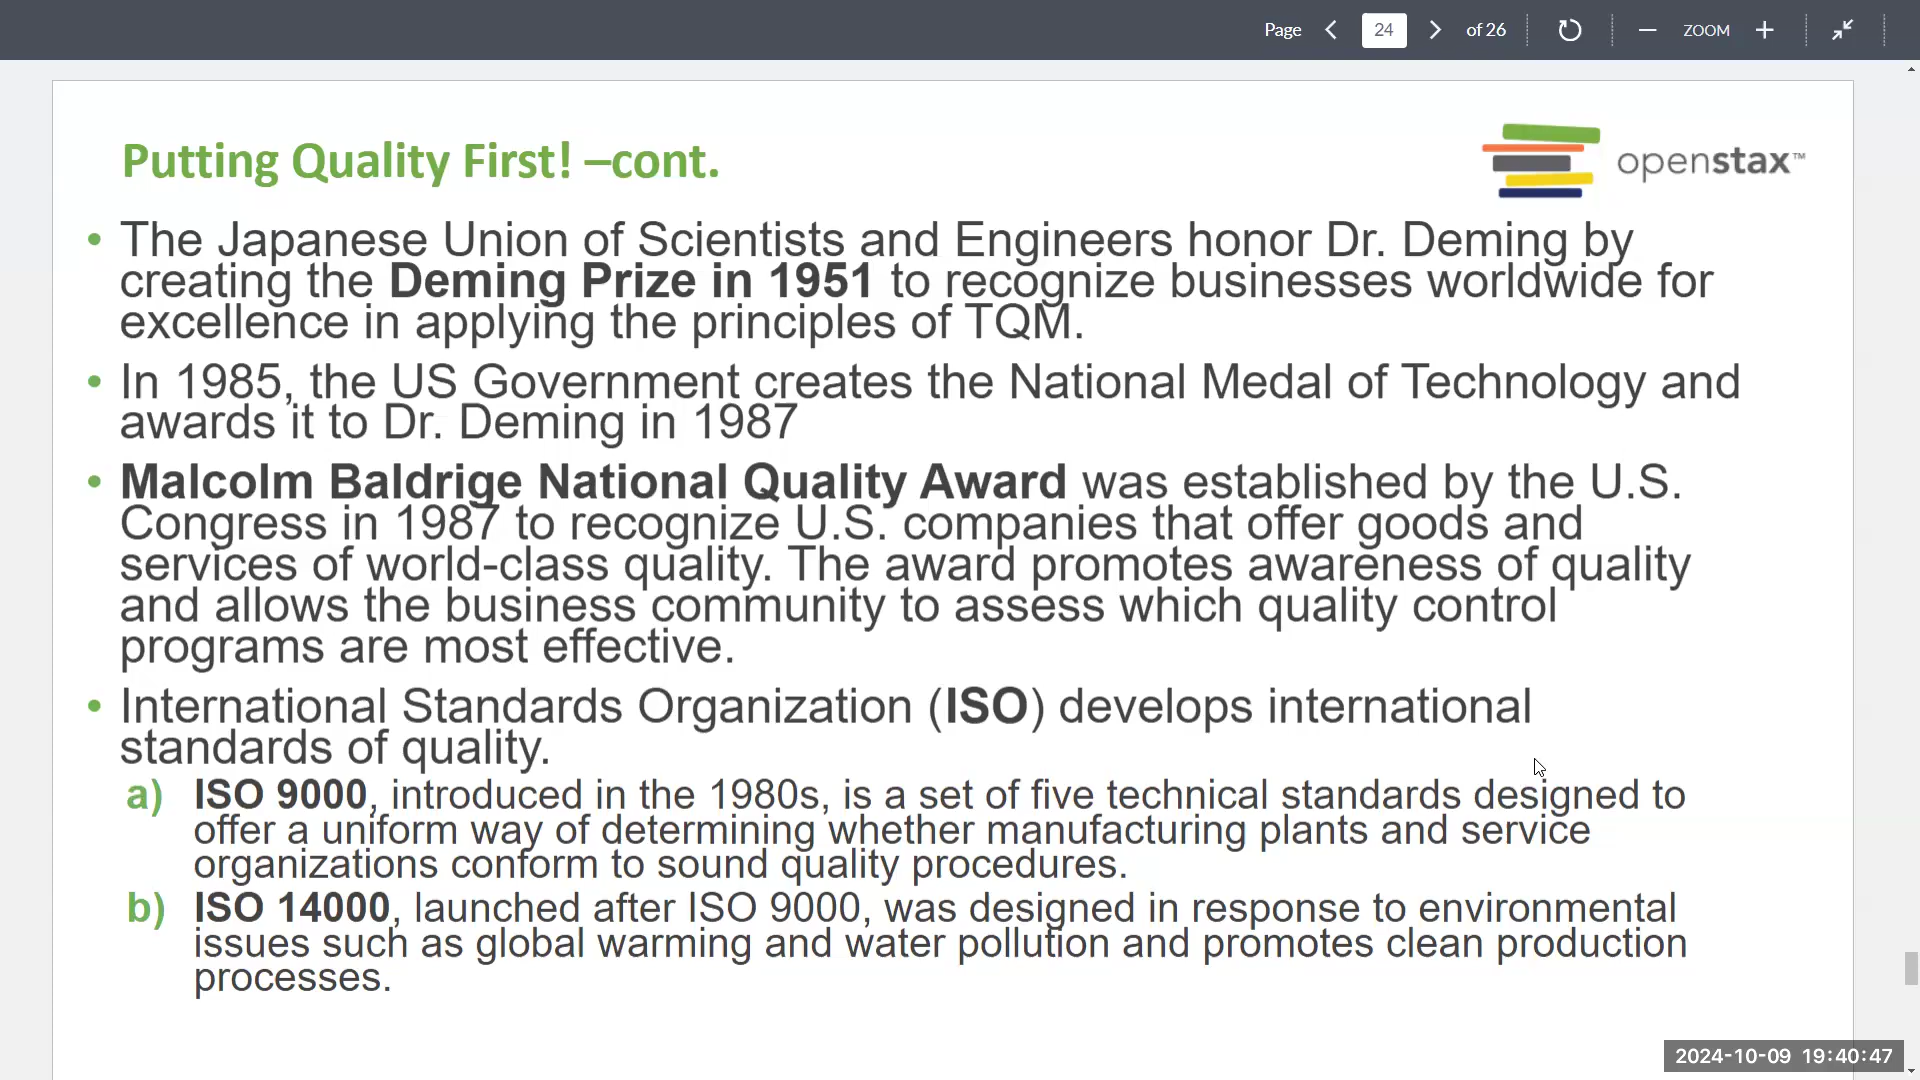 Page 24 of 26 ZOOM
Putting Quality First! –cont.
openstax™
• The Japanese Union of Scientists and Engineers honor Dr. Deming by
creating the Deming Prize in 1951 to recognize businesses worldwide for
excellence in applying the principles of TQM.
• In 1985, the US Government creates the National Medal of Technology and
awards it to Dr. Deming in 1987
• Malcolm Baldrige National Quality Award was established by the U.S.
Congress in 1987 to recognize U.S. companies that offer goods and
services of world-class quality. The award promotes awareness of quality
and allows the business community to assess which quality control
programs are most effective.
• International Standards Organization (ISO) develops international
standards of quality.
a) ISO 9000, introduced in the 1980s, is a set of five technical standards designed to
offer a uniform way of determining whether manufacturing plants and service
organizations conform to sound quality procedures.
b) ISO 14000, launched after ISO 9000, was designed in response to environmental
issues such as global warming and water pollution and promotes clean production
processes.
2024-10-09 19:40:47